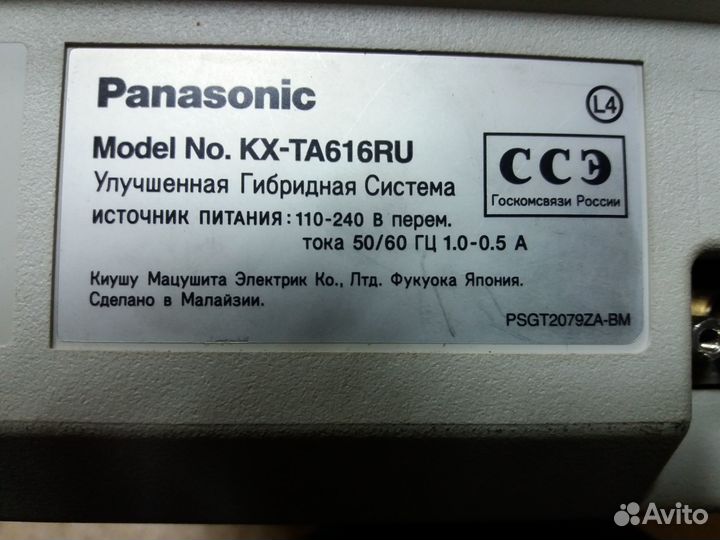 Panasonic
L4
Model No. KX-TA616RU
ССЭ
Улучшенная Гибридная Система
Госкомсвязи России
ИСТОЧНИК ПИТАНИЯ: 110-240 В перем.
тока 50/60 ГЦ 1.0-0.5 А
Киушу Мацушита Электрик Ко., Лтд. Фукуока Япония.
Сделано в Малайзии.
PSGT2079ZA-BM
Avito